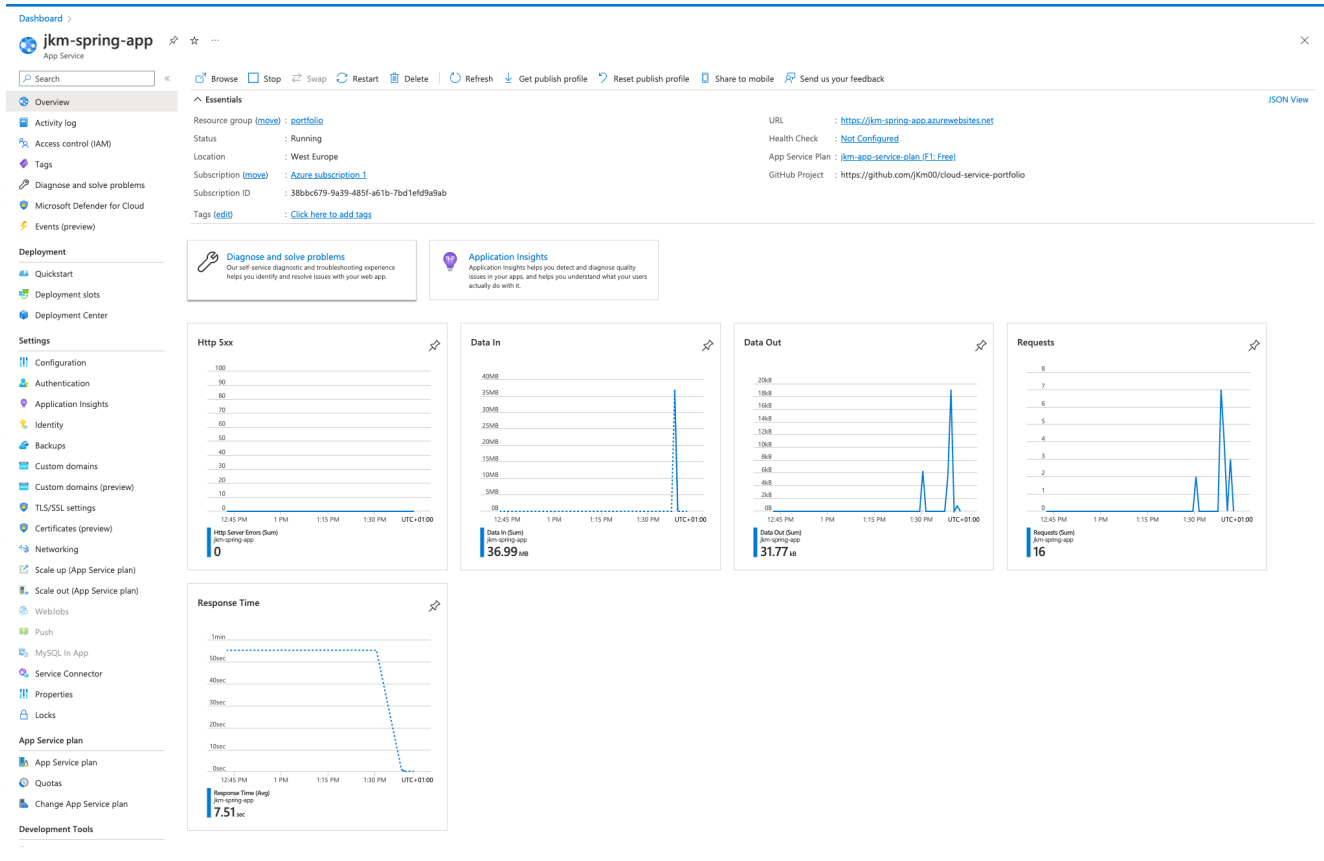 Dashboard >
jkm-spring-app
App Service
Search
«
Overview
Activity log
Access control (IAM)
Tags
Diagnose and solve problems
Microsoft Defender for Cloud
Events (preview)
Deployment
Quickstart
Deployment slots
Deployment Center
Settings
Configuration
Authentication
Application Insights
Identity
Backups
Custom domains
Custom domains (preview)
TLS/SSL settings
Certificates (preview)
Networking
Scale up (App Service plan)
Scale out (App Service plan)
WebJobs
Push
MySQL In App
Service Connector
Properties
Locks
App Service plan
App Service plan
Quotas
Change App Service plan
Development Tools
Browse Stop Swap Restart Delete Refresh Get publish profile Reset publish profile Share to mobile Send us your feedback
Essentials
JSON View
Resource group (move) : portfolio
Status : Running
Location : West Europe
Subscription (move) : Azure subscription 1
Subscription ID : 38bbc679-9a39-485f-a61b-7bd1efd9a9ab
Tags (edit) : Click here to add tags
URL : https://jkm-spring-app.azurewebsites.net
Health Check : Not Configured
App Service Plan : jkm-app-service-plan (F1: Free)
GitHub Project : https://github.com/jKm00/cloud-service-portfolio
Diagnose and solve problems
Our self-service diagnostic and troubleshooting experience
helps you identify and resolve issues with your web app.
Application Insights
Application Insights helps you detect and diagnose quality
issues in your apps, and helps you understand what your users
actually do with it.
Http 5xx
100
90
80
70
60
50
40
30
20
10
0
12:45 PM 1 PM 1:15 PM 1:30 PM UTC+01:00
Http Server Errors (Sum)
jkm-spring-app
0
Data In
40MB
35MB
30MB
25MB
20MB
15MB
10MB
5MB
0B
12:45 PM 1 PM 1:15 PM 1:30 PM UTC+01:00
Data In (Sum)
jkm-spring-app
36.99 MB
Data Out
20kB
18kB
16kB
14kB
12kB
10kB
8kB
6kB
4kB
2kB
0B
12:45 PM 1 PM 1:15 PM 1:30 PM UTC+01:00
Data Out (Sum)
jkm-spring-app
31.77 kB
Requests
8
7
6
5
4
3
2
1
0
12:45 PM 1 PM 1:15 PM 1:30 PM UTC+01:00
Requests (Sum)
jkm-spring-app
16
Response Time
1min
50sec
40sec
30sec
20sec
10sec
0sec
12:45 PM 1 PM 1:15 PM 1:30 PM UTC+01:00
Response Time (Avg)
jkm-spring-app
7.51 sec